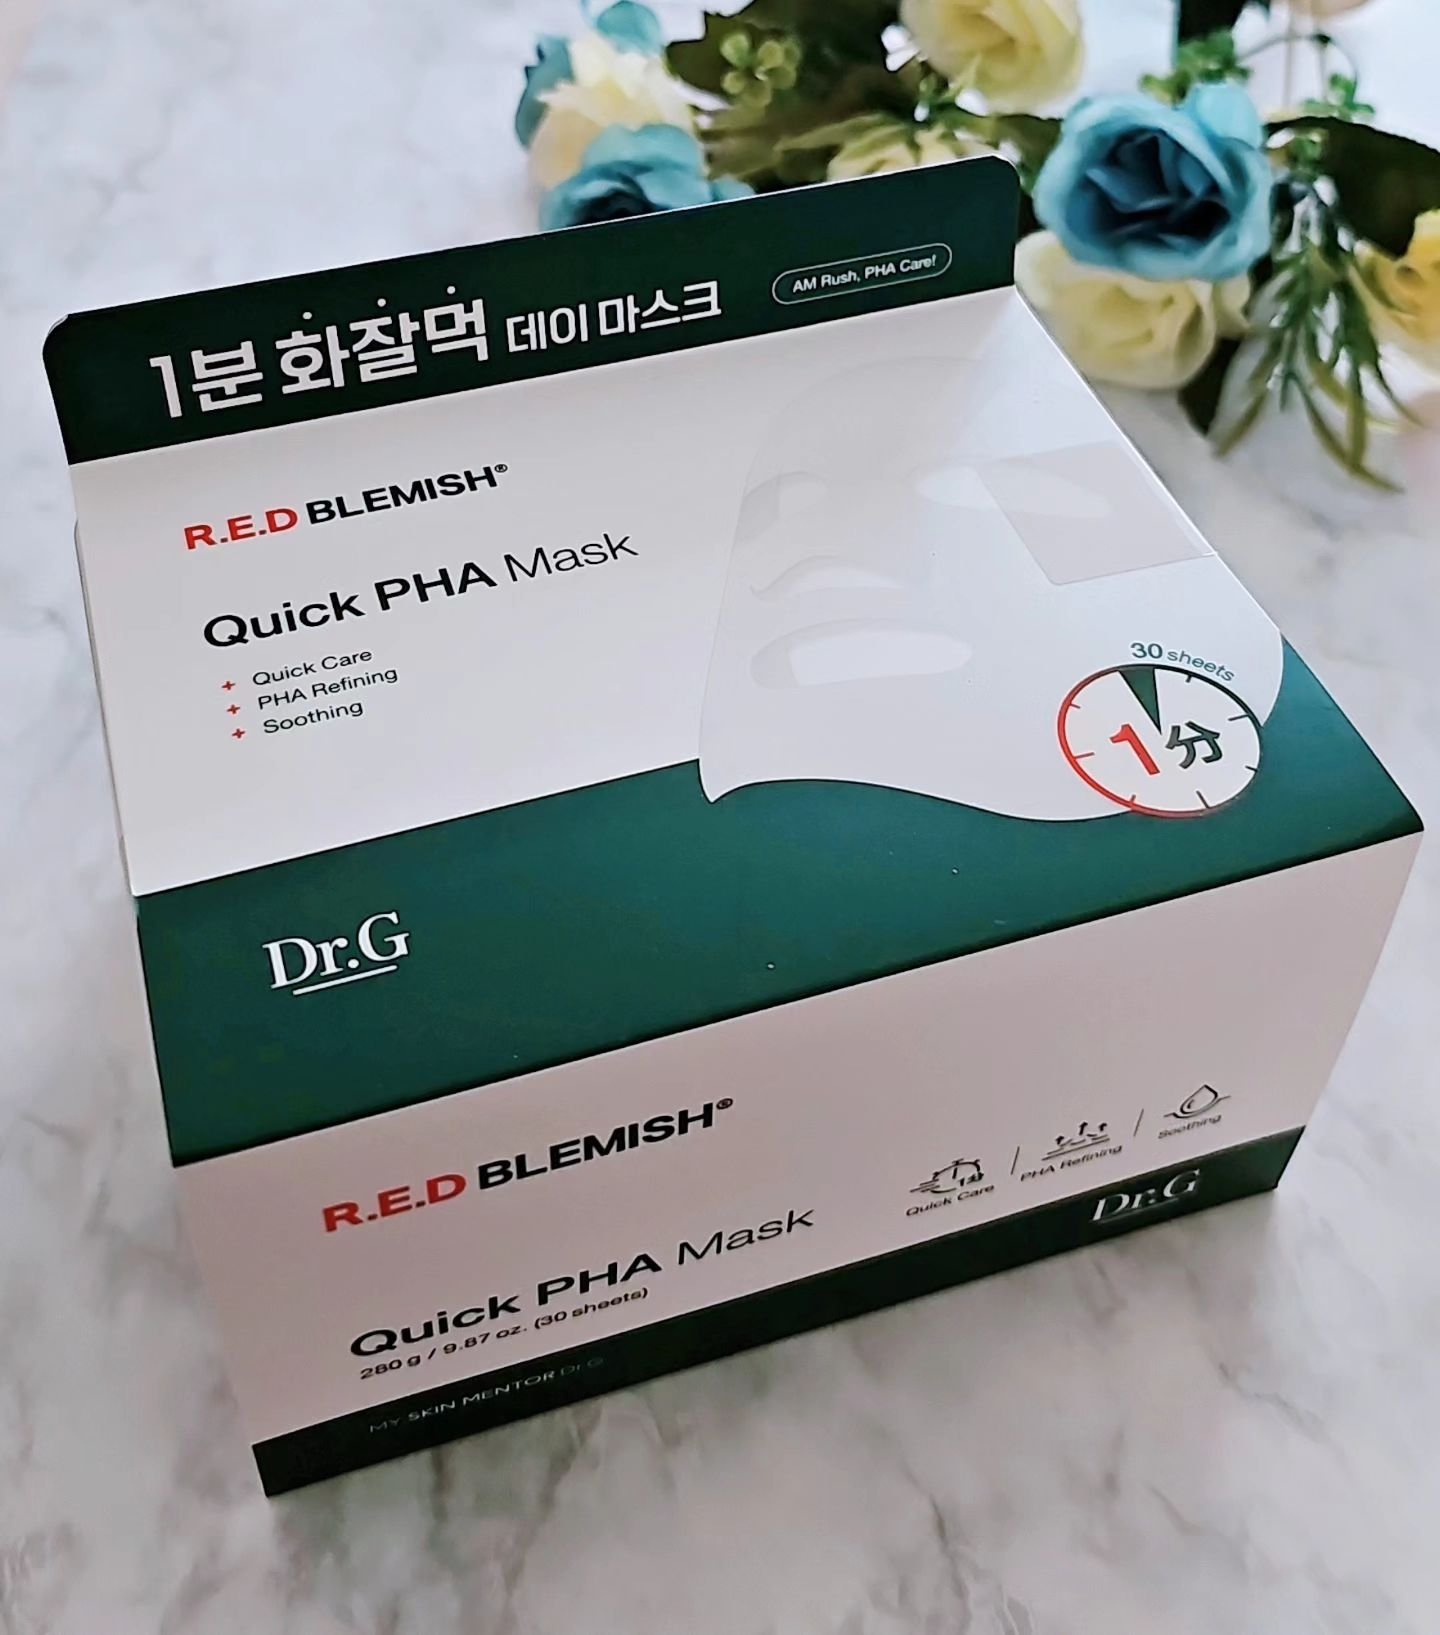 1분 화잘먹 데이 마스크
AM Rush, PHA Care!
R.E.D BLEMISH®
Quick PHA Mask
+ Quick Care
+ PHA Refining
+ Soothing
30 sheets
1分
Dr.G
R.E.D BLEMISH®
Quick PHA Mask
280 g / 9.87 oz. (30 sheets)
Quick Care
PHA Refining
Soothing
Dr.G
MY SKIN MENTOR Dr.G